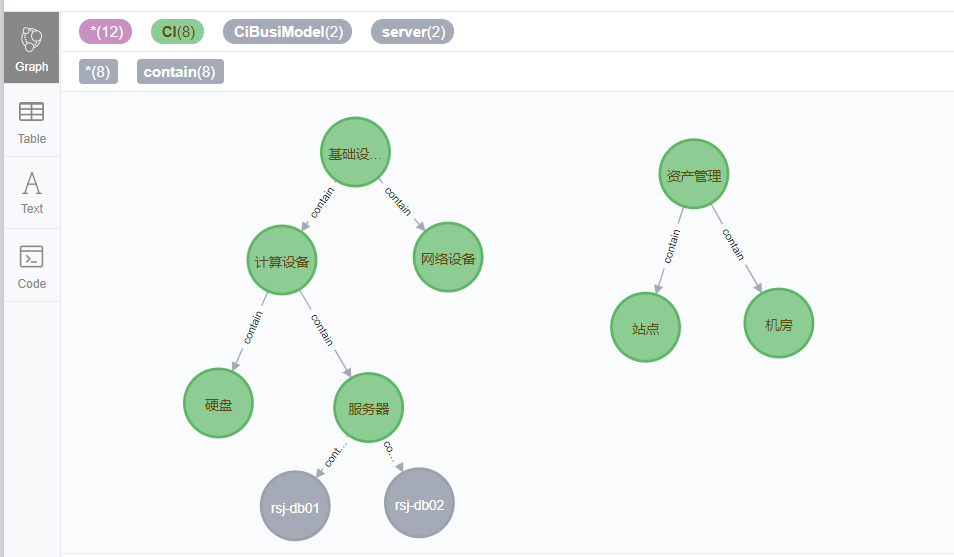 *(12)
CI(8)
CiBusiModel(2)
server(2)
*(8)
contain(8)
Graph
Table
Text
Code
基础设…
contain
contain
资产管理
计算设备
网络设备
contain
contain
contain
contain
站点
机房
硬盘
服务器
cont…
co…
rsj-db01
rsj-db02